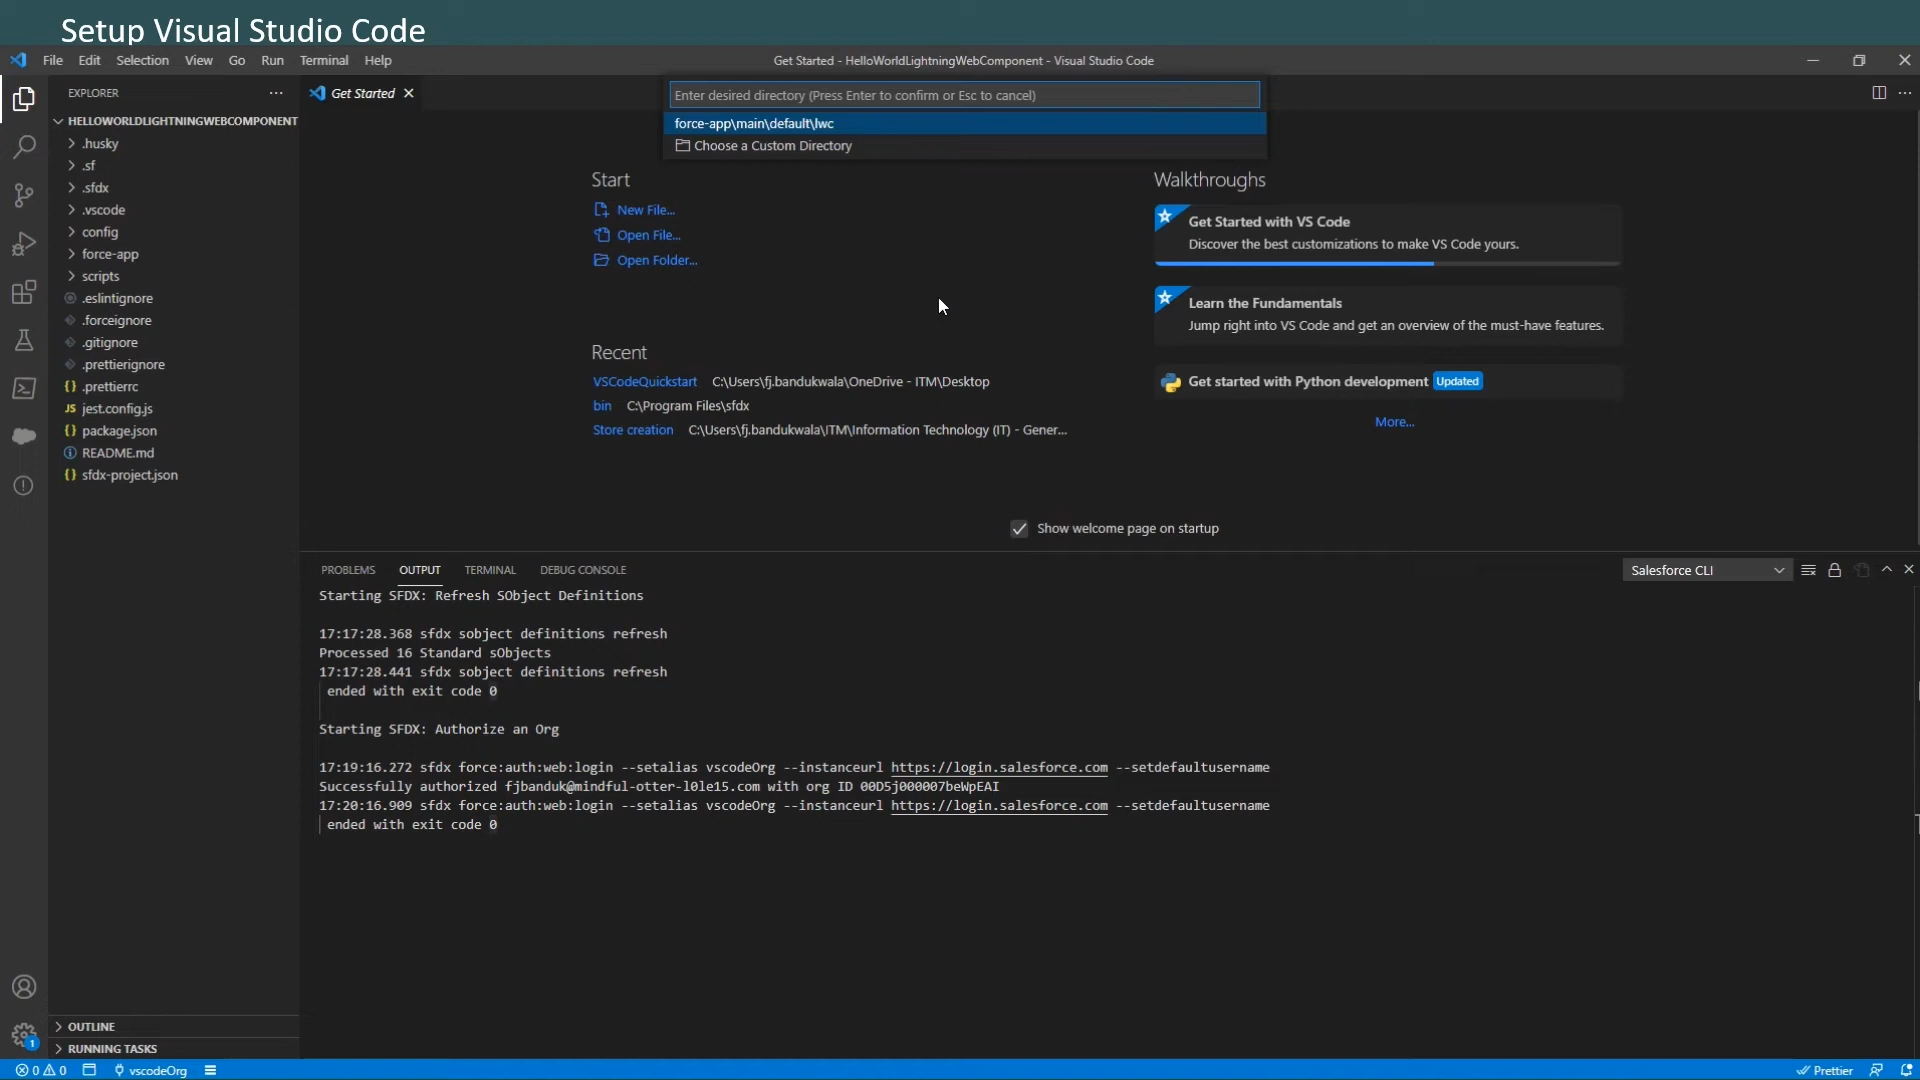 Setup Visual Studio Code
File Edit Selection View Go Run Terminal Help
Get Started - HelloWorldLightningWebComponent - Visual Studio Code
EXPLORER
Get Started
Enter desired directory (Press Enter to confirm or Esc to cancel)
force-app\main\default\lwc
Choose a Custom Directory
HELLOWORLDLIGHTNINGWEBCOMPONENT
.husky
.sf
.sfdx
.vscode
config
force-app
scripts
.eslintignore
.forceignore
.gitignore
.prettierignore
.prettierrc
jest.config.js
package.json
README.md
sfdx-project.json
OUTLINE
RUNNING TASKS
Start
New File...
Open File...
Open Folder...
Recent
VSCodeQuickstart C:\Users\fj.bandukwala\OneDrive - ITM\Desktop
bin C:\Program Files\sfdx
Store creation C:\Users\fj.bandukwala\ITM\Information Technology (IT) - Gener...
Walkthroughs
Get Started with VS Code
Discover the best customizations to make VS Code yours.
Learn the Fundamentals
Jump right into VS Code and get an overview of the must-have features.
Get started with Python development Updated
More...
Show welcome page on startup
PROBLEMS OUTPUT TERMINAL DEBUG CONSOLE
Salesforce CLI
Starting SFDX: Refresh SObject Definitions
17:17:28.368 sfdx sobject definitions refresh
Processed 16 Standard sObjects
17:17:28.441 sfdx sobject definitions refresh
ended with exit code 0
Starting SFDX: Authorize an Org
17:19:16.272 sfdx force:auth:web:login --setalias vscodeOrg --instanceurl https://login.salesforce.com --setdefaultusername
Successfully authorized fjbanduk@mindful-otter-l0le15.com with org ID 00D5j000007beWpEAI
17:20:16.909 sfdx force:auth:web:login --setalias vscodeOrg --instanceurl https://login.salesforce.com --setdefaultusername
ended with exit code 0
1
0 0 vscodeOrg
Prettier